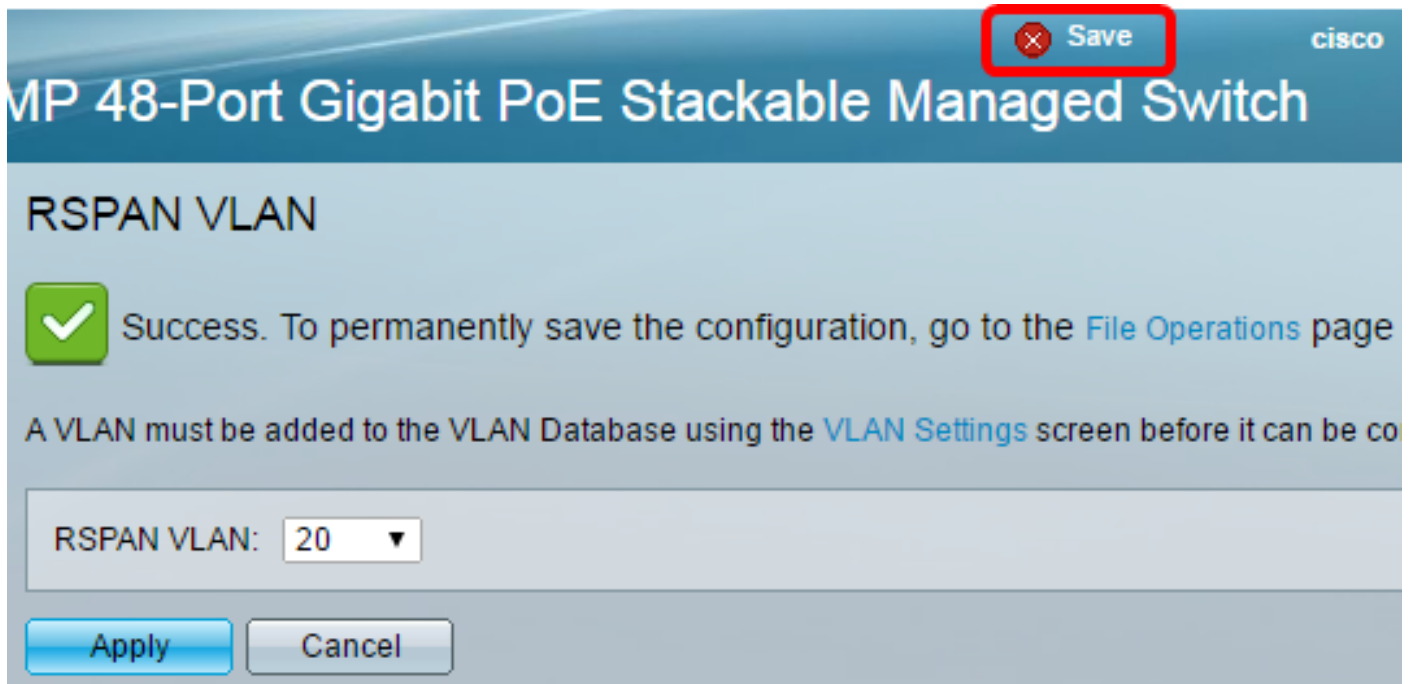 Save
cisco
MP 48-Port Gigabit PoE Stackable Managed Switch
RSPAN VLAN
Success. To permanently save the configuration, go to the File Operations page
A VLAN must be added to the VLAN Database using the VLAN Settings screen before it can be
RSPAN VLAN: 20
Apply
Cancel